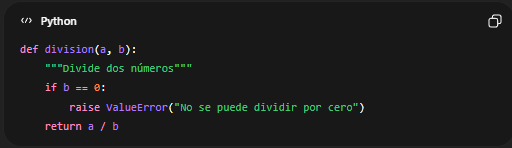 </> Python
def division(a, b):
    """Divide dos números"""
    if b == 0:
        raise ValueError("No se puede dividir por cero")
    return a / b